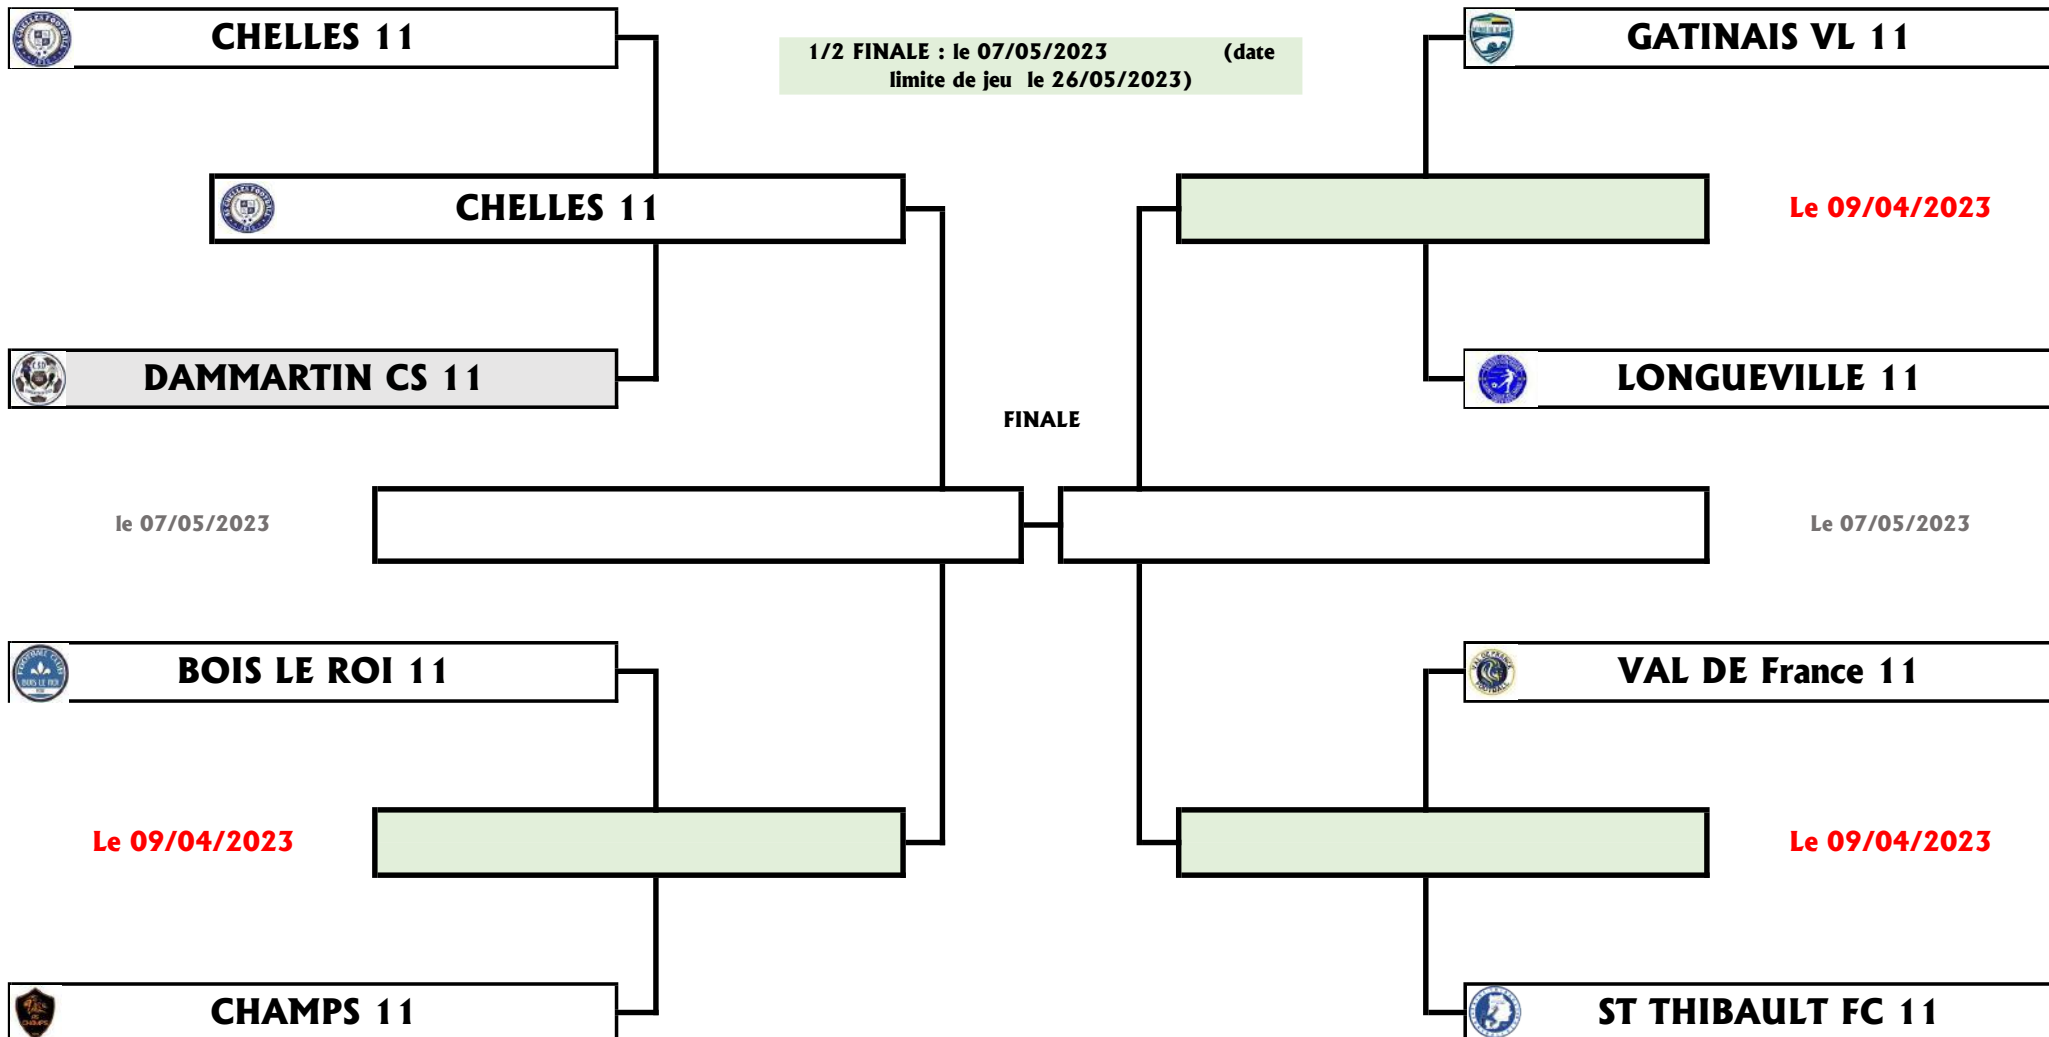 CHELLES 11
1/2 FINALE : le 07/05/2023 (date
limite de jeu le 26/05/2023)
GATINAIS VL 11
CHELLES 11
Le 09/04/2023
DAMMARTIN CS 11
LONGUEVILLE 11
FINALE
le 07/05/2023
Le 07/05/2023
BOIS LE ROI 11
VAL DE France 11
Le 09/04/2023
Le 09/04/2023
CHAMPS 11
ST THIBAULT FC 11